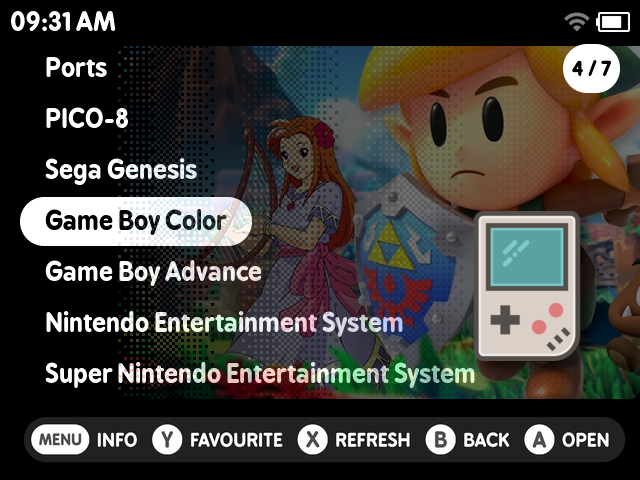 09:31 AM
Ports
4 / 7
PICO-8
Sega Genesis
Game Boy Color
Game Boy Advance
Nintendo Entertainment System
Super Nintendo Entertainment System
MENU INFO Y FAVOURITE X REFRESH B BACK A OPEN